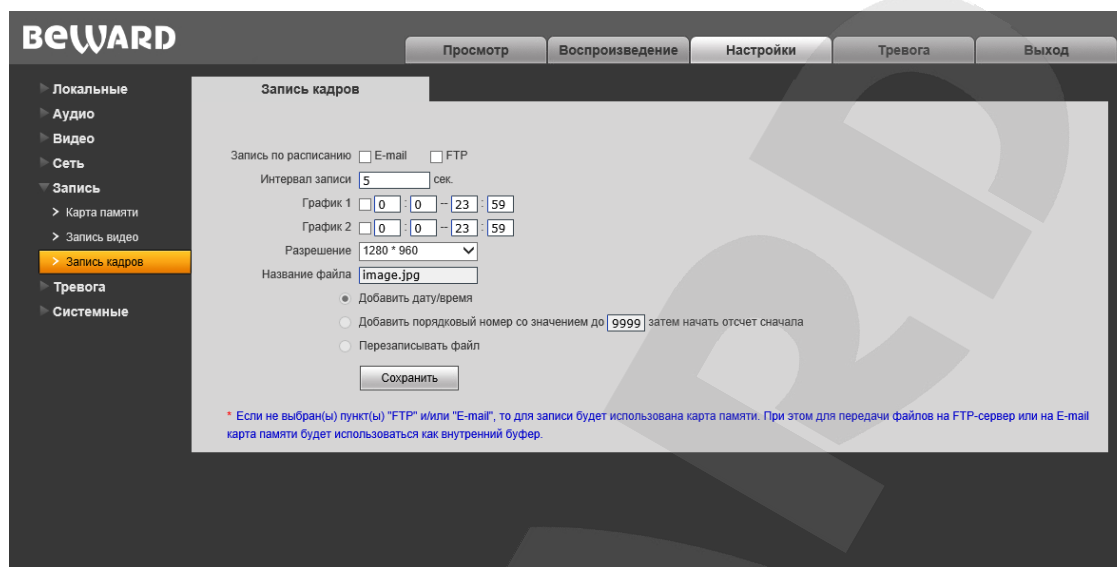 BEWARD
Просмотр Воспроизведение Настройки Тревога Выход
Локальные
Аудио
Видео
Сеть
Запись
> Карта памяти
> Запись видео
> Запись кадров
Тревога
Системные
Запись кадров
Запись по расписанию E-mail FTP
Интервал записи 5 сек.
График 1 0 : 0 -- 23 : 59
График 2 0 : 0 -- 23 : 59
Разрешение 1280 * 960
Название файла image.jpg
Добавить дату/время
Добавить порядковый номер со значением до 9999 затем начать отсчет сначала
Перезаписывать файл
Сохранить
* Если не выбран(ы) пункт(ы) "FTP" и/или "E-mail", то для записи будет использована карта памяти. При этом для передачи файлов на FTP-сервер или на E-mail
карта памяти будет использоваться как внутренний буфер.